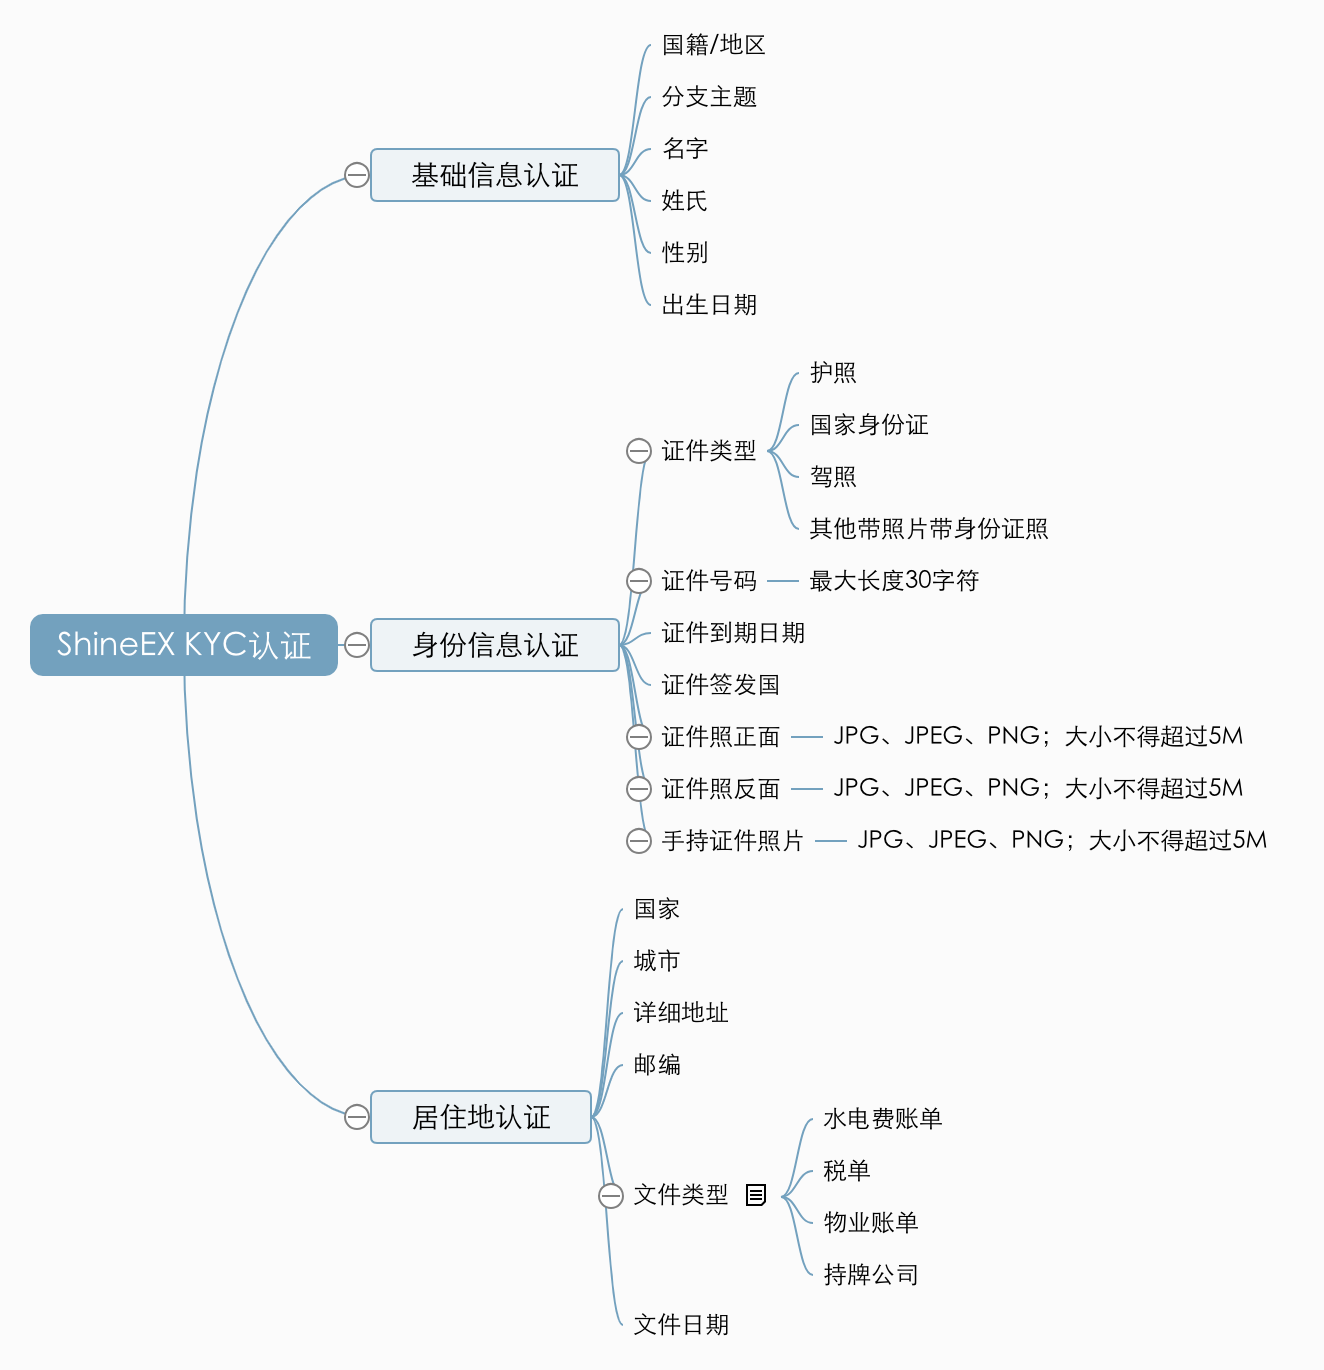 ShineEX KYC认证
基础信息认证
国籍/地区
分支主题
名字
姓氏
性别
出生日期
身份信息认证
证件类型
护照
国家身份证
驾照
其他带照片带身份证照
证件号码
最大长度30字符
证件到期日期
证件签发国
证件照正面
JPG、JPEG、PNG；大小不得超过5M
证件照反面
JPG、JPEG、PNG；大小不得超过5M
手持证件照片
JPG、JPEG、PNG；大小不得超过5M
居住地认证
国家
城市
详细地址
邮编
文件类型
水电费账单
税单
物业账单
持牌公司
文件日期